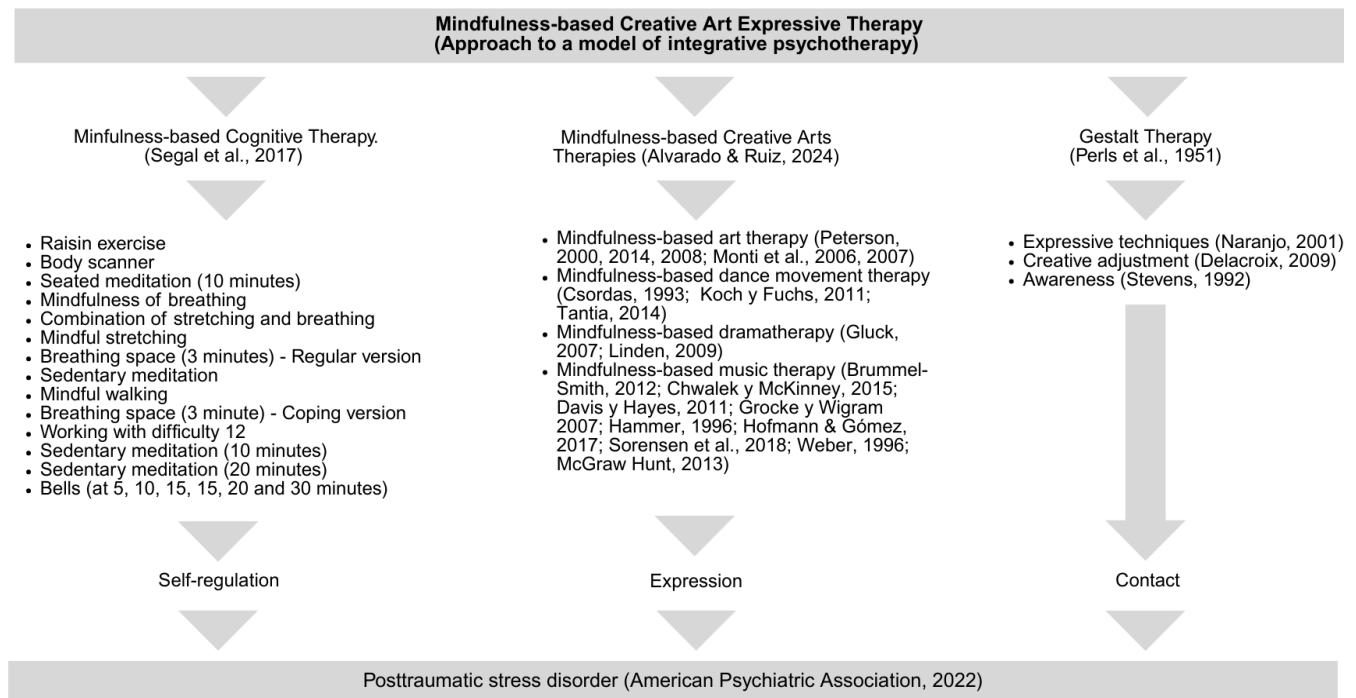 Mindfulness-based Creative Art Expressive Therapy
(Approach to a model of integrative psychotherapy)
Minfulness-based Cognitive Therapy.
(Segal et al., 2017)
• Raisin exercise
• Body scanner
• Seated meditation (10 minutes)
• Mindfulness of breathing
• Combination of stretching and breathing
• Mindful stretching
• Breathing space (3 minutes) - Regular version
• Sedentary meditation
• Mindful walking
• Breathing space (3 minute) - Coping version
• Working with difficulty 12
• Sedentary meditation (10 minutes)
• Sedentary meditation (20 minutes)
• Bells (at 5, 10, 15, 15, 20 and 30 minutes)
Self-regulation
Mindfulness-based Creative Arts
Therapies (Alvarado & Ruiz, 2024)
• Mindfulness-based art therapy (Peterson,
2000, 2014, 2008; Monti et al., 2006, 2007)
• Mindfulness-based dance movement therapy
(Csordas, 1993; Koch y Fuchs, 2011;
Tantia, 2014)
• Mindfulness-based dramatherapy (Gluck,
2007; Linden, 2009)
• Mindfulness-based music therapy (Brummel-
Smith, 2012; Chwalek y McKinney, 2015;
Davis y Hayes, 2011; Grocke y Wigram
2007; Hammer, 1996; Hofmann & Gómez,
2017; Sorensen et al., 2018; Weber, 1996;
McGraw Hunt, 2013)
Expression
Gestalt Therapy
(Perls et al., 1951)
• Expressive techniques (Naranjo, 2001)
• Creative adjustment (Delacroix, 2009)
• Awareness (Stevens, 1992)
Contact
Posttraumatic stress disorder (American Psychiatric Association, 2022)